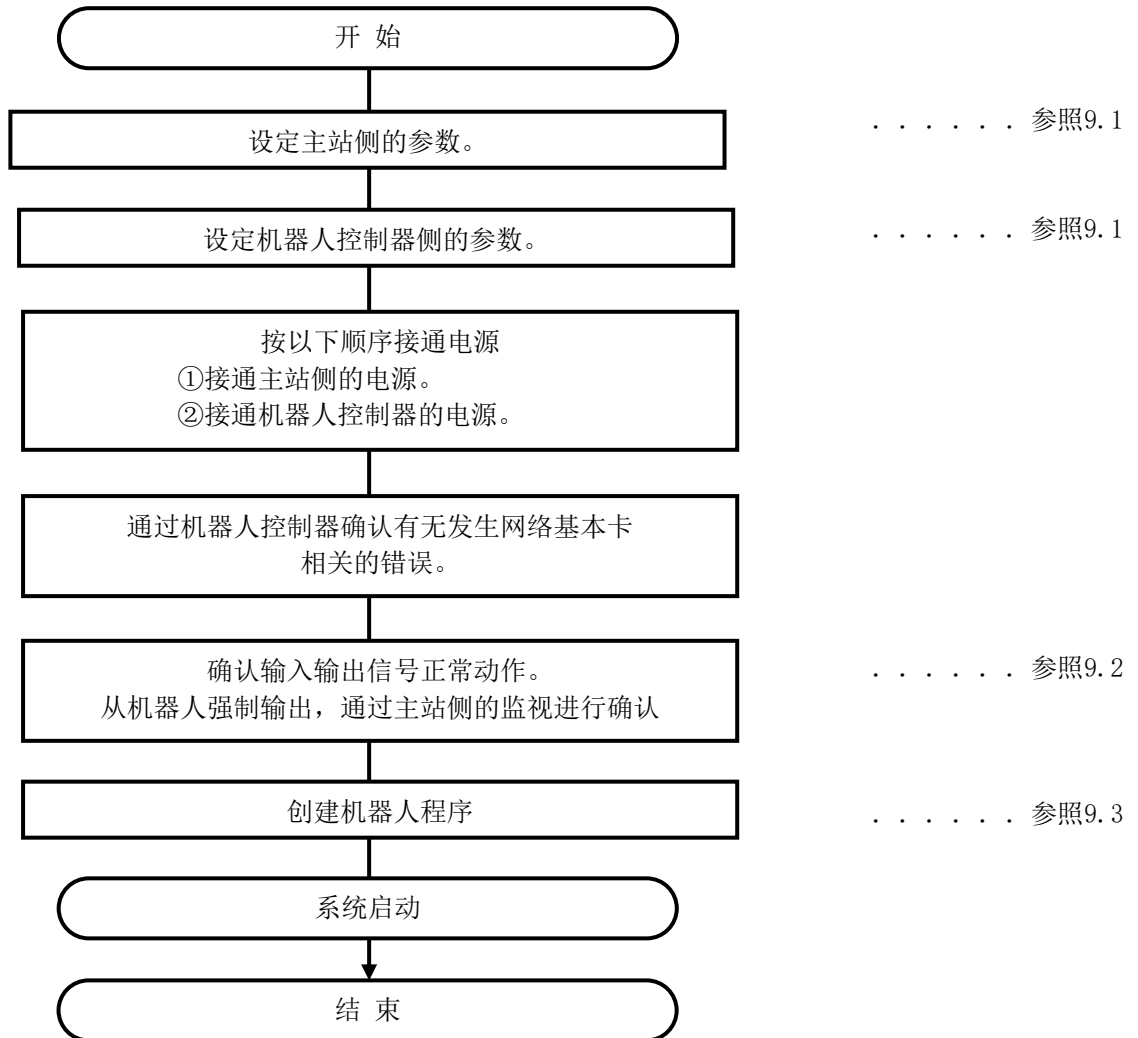 开 始
设定主站侧的参数。
. . . . . . 参照9.1
设定机器人控制器侧的参数。
. . . . . . 参照9.1
按以下顺序接通电源
①接通主站侧的电源。
②接通机器人控制器的电源。
通过机器人控制器确认有无发生网络基本卡
相关的错误。
确认输入输出信号正常动作。
从机器人强制输出，通过主站侧的监视进行确认
. . . . . . 参照9.2
创建机器人程序
. . . . . . 参照9.3
系统启动
结 束